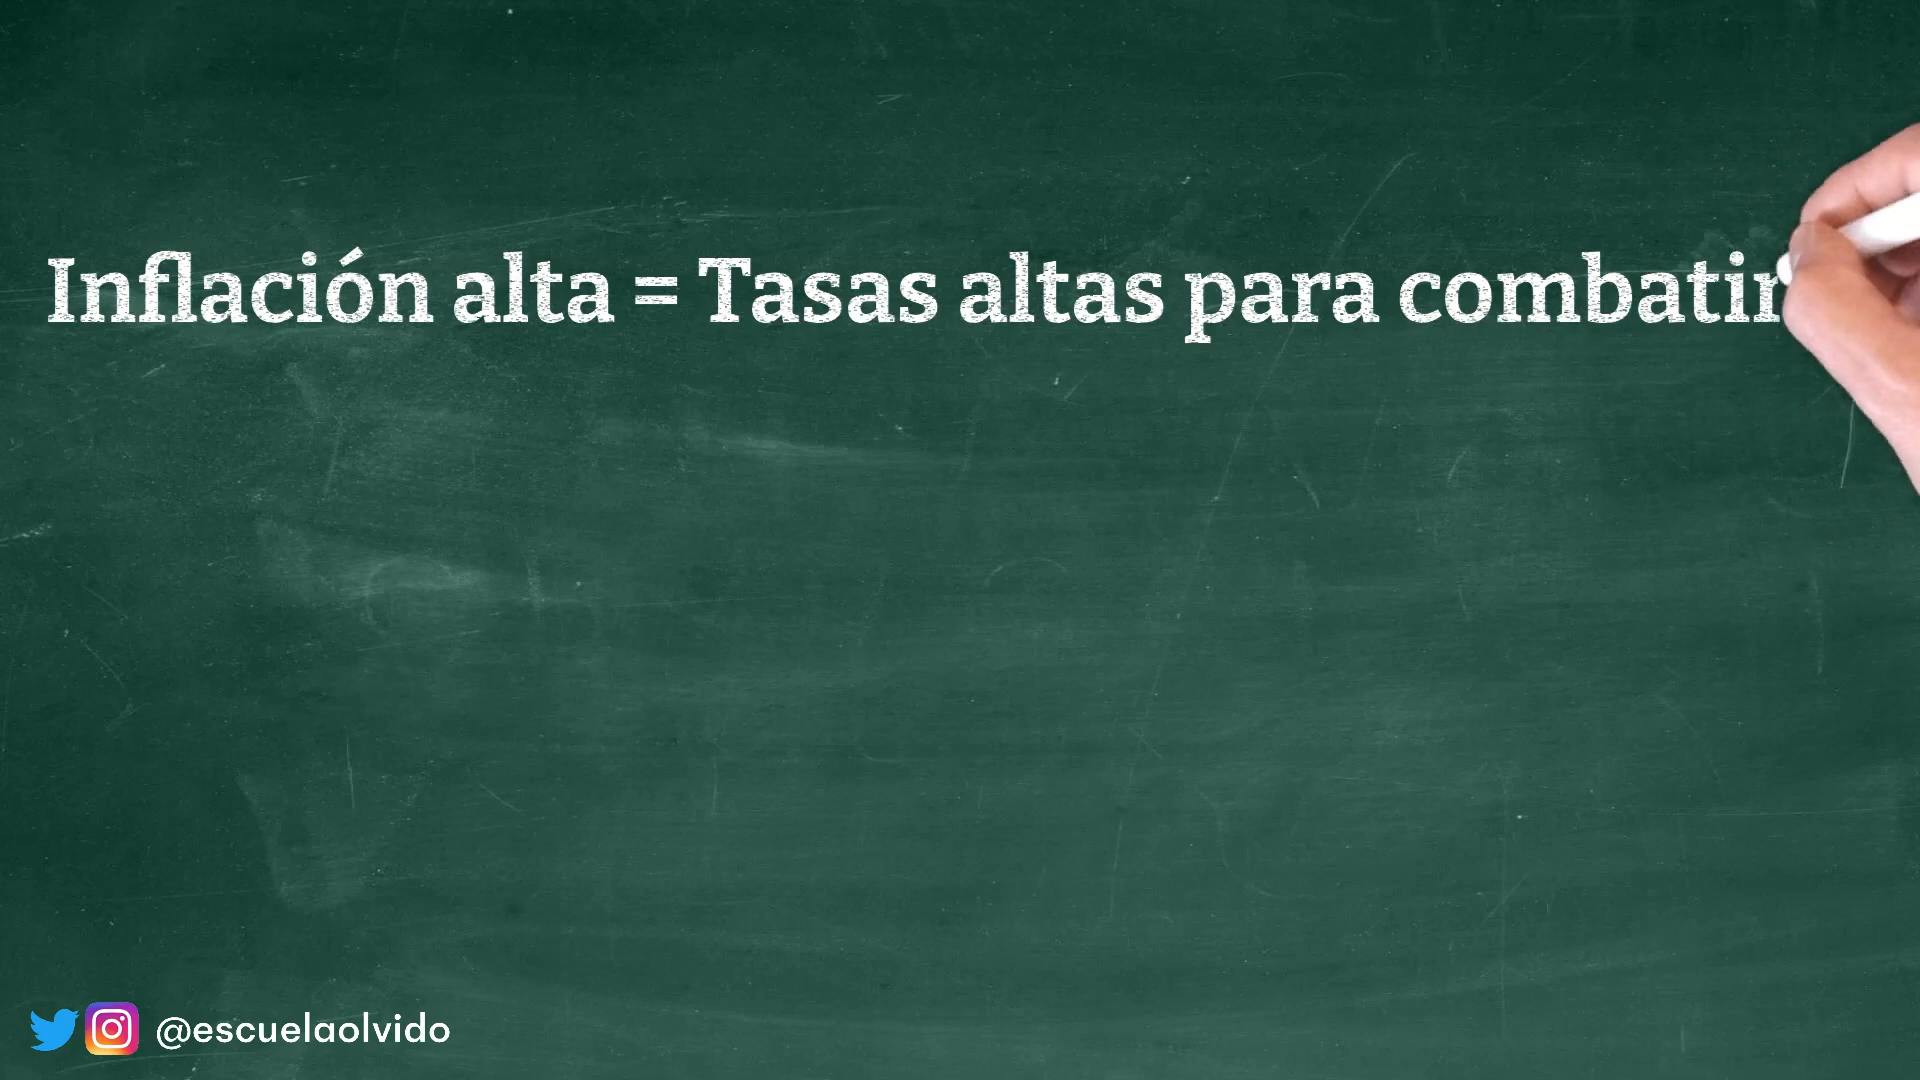 Inflación alta = Tasas altas para combatir
@escuelaolvido